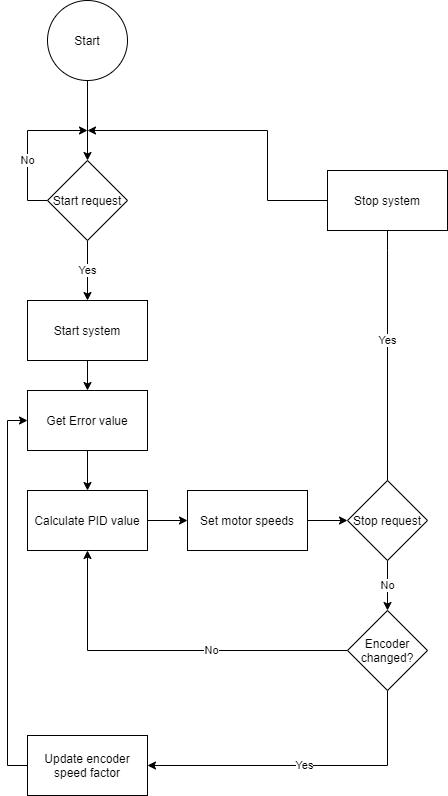 Start
No
Start request
Stop system
Yes
Start system
Yes
Get Error value
Calculate PID value
Set motor speeds
Stop request
No
Encoder
changed?
No
Update encoder
speed factor
Yes